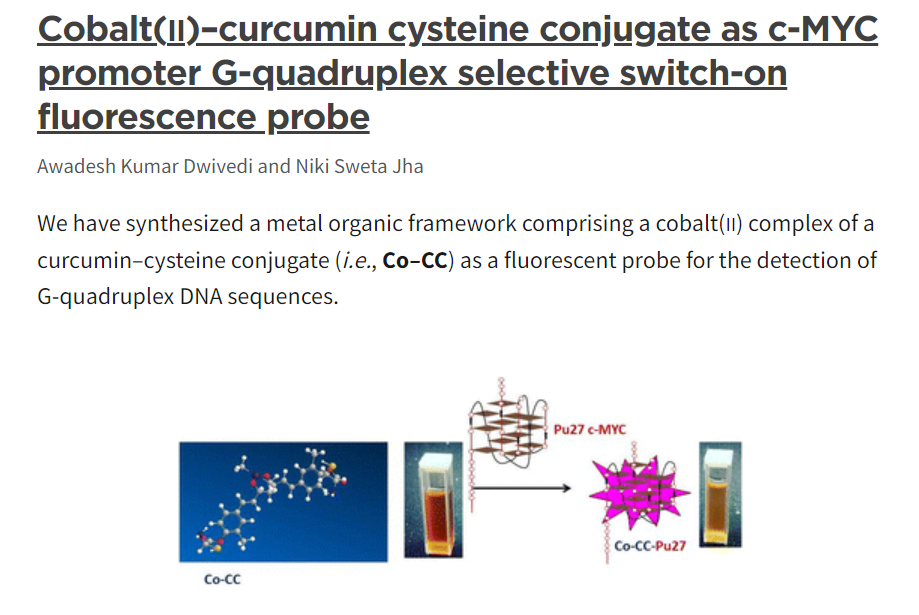 Cobalt(II)–curcumin cysteine conjugate as c-MYC
promoter G-quadruplex selective switch-on
fluorescence probe
Awadesh Kumar Dwivedi and Niki Sweta Jha
We have synthesized a metal organic framework comprising a cobalt(II) complex of a
curcumin–cysteine conjugate (i.e., Co–CC) as a fluorescent probe for the detection of
G-quadruplex DNA sequences.
Pu27 c-MYC
Co-CC-Pu27
Co-CC